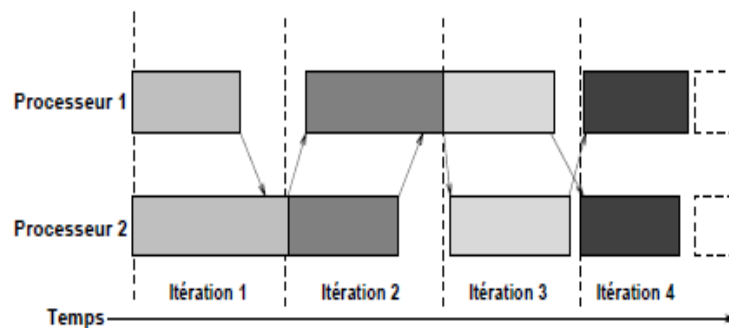 Processeur 1
Processeur 2
Itération 1
Itération 2
Itération 3
Itération 4
Temps